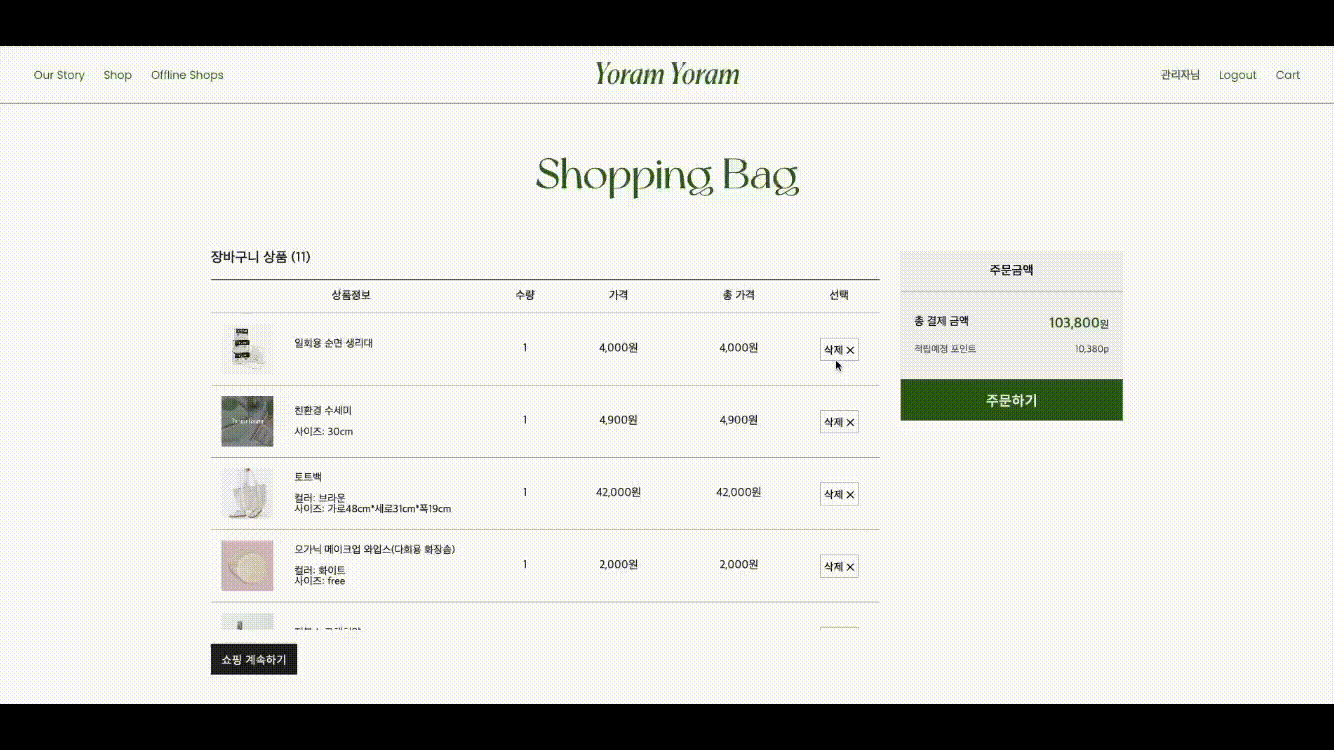 Our Story Shop Offline Shops
Yoram Yoram
관리자님 Logout Cart
Shopping Bag
장바구니 상품 (11)
상품정보 수량 가격 총 가격 선택
일회용 순면 생리대 1 4,000원 4,000원 삭제 ×
친환경 수세미
사이즈: 30cm
1 4,900원 4,900원 삭제 ×
토트백
컬러: 브라운
사이즈: 가로48cm*세로31cm*폭19cm
1 42,000원 42,000원 삭제 ×
오가닉 메이크업 와입스(다회용 화장솜)
컬러: 화이트
사이즈: free
1 2,000원 2,000원 삭제 ×
쇼핑 계속하기
주문금액
총 결제 금액 103,800원
적립예정 포인트 10,380p
주문하기